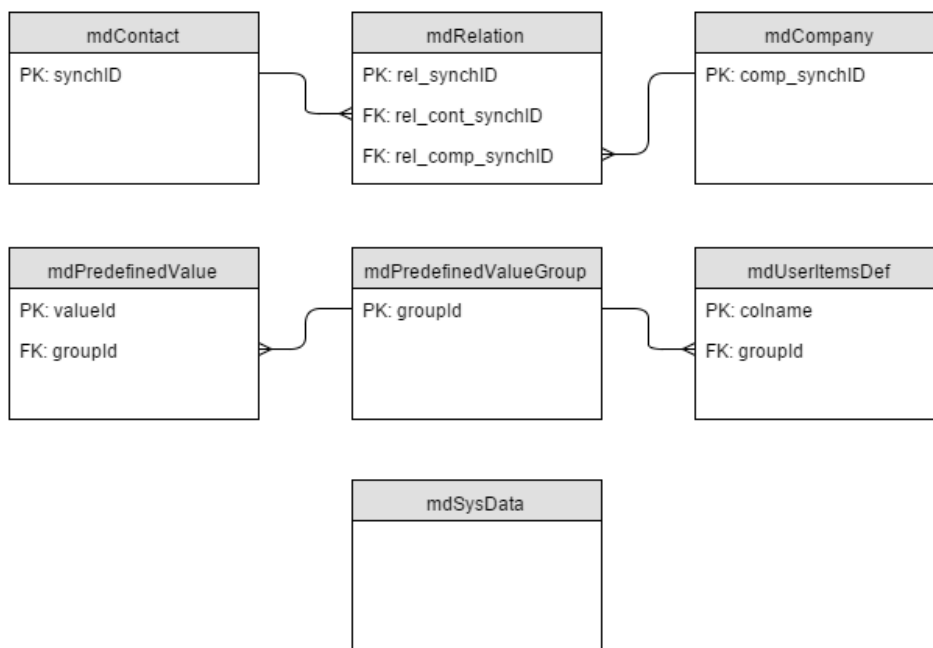 mdContact
PK: synchID
mdRelation
PK: rel_synchID
FK: rel_cont_synchID
FK: rel_comp_synchID
mdCompany
PK: comp_synchID
mdPredefinedValue
PK: valueId
FK: groupId
mdPredefinedValueGroup
PK: groupId
mdUserItemsDef
PK: colname
FK: groupId
mdSysData